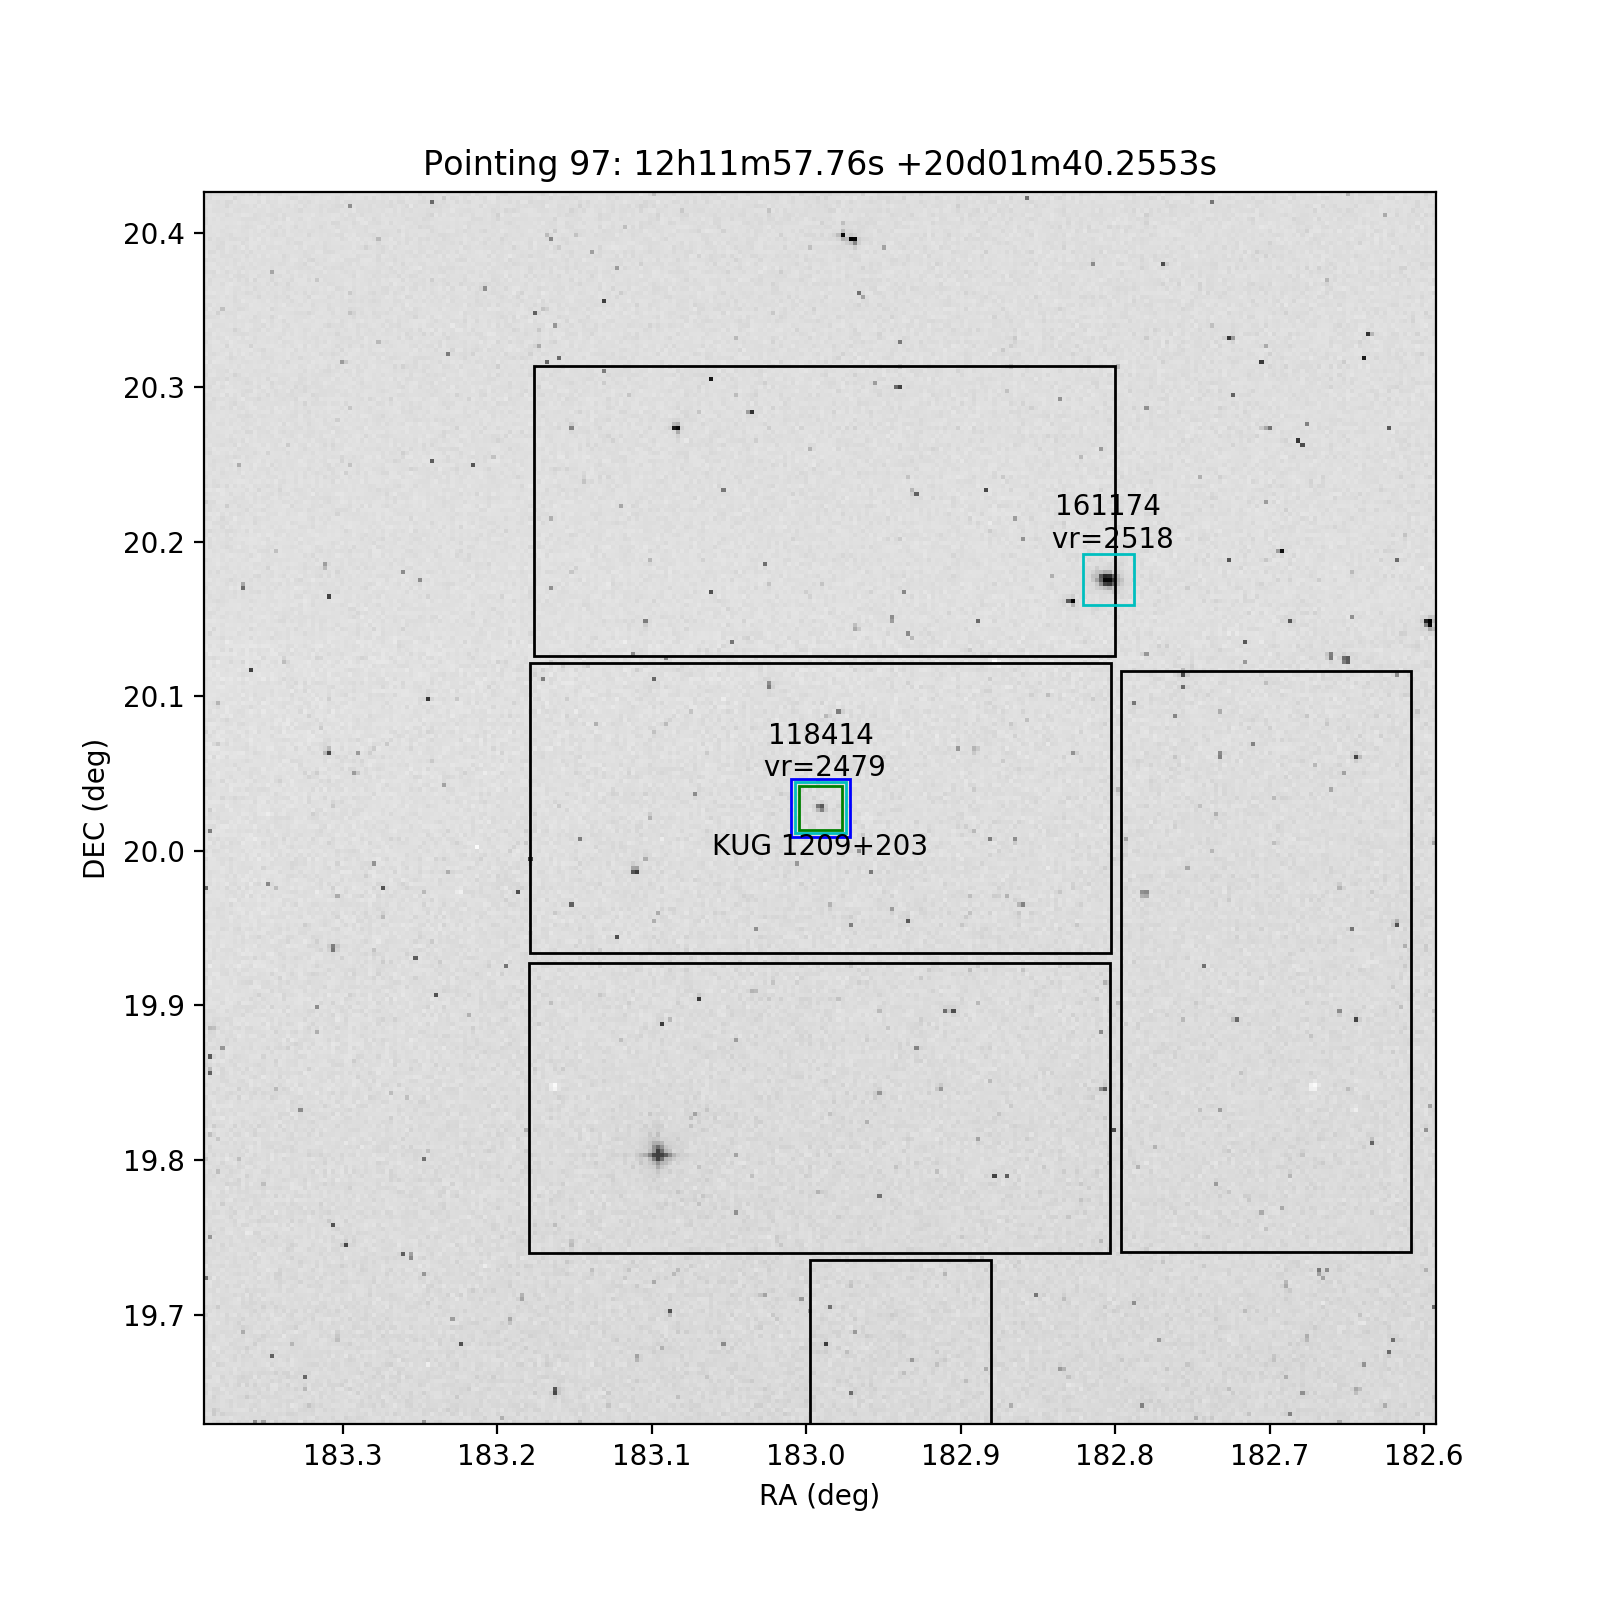 Pointing 97: 12h11m57.76s +20d01m40.2553s
20.4
20.3
20.2
20.1
20.0
19.9
19.8
19.7
DEC (deg)
161174
vr=2518
118414
vr=2479
KUG 1209+203
183.3 183.2 183.1 183.0 182.9 182.8 182.7 182.6
RA (deg)